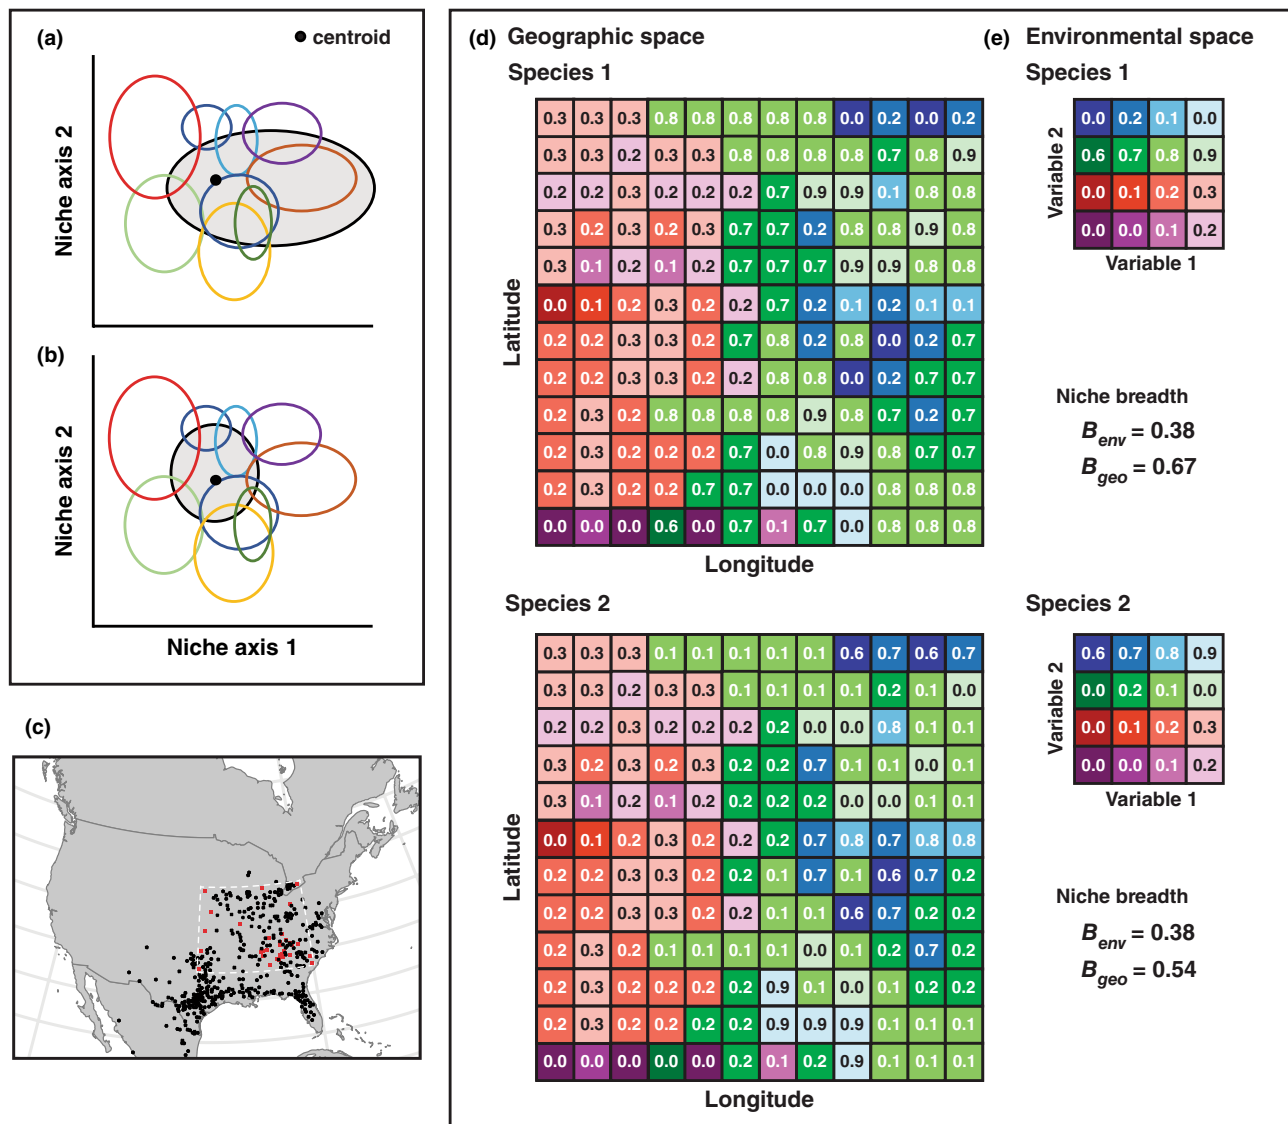 (a)
centroid
Niche axis 2
(b)
Niche axis 2
Niche axis 1
(c)
(d) Geographic space
Species 1
0.3 0.3 0.3 0.8 0.8 0.8 0.8 0.8 0.0 0.2 0.0 0.2
0.3 0.3 0.2 0.3 0.3 0.8 0.8 0.8 0.8 0.7 0.8 0.9
0.2 0.2 0.3 0.2 0.2 0.2 0.7 0.9 0.9 0.1 0.8 0.8
0.3 0.2 0.3 0.2 0.3 0.7 0.7 0.2 0.8 0.8 0.9 0.8
0.3 0.1 0.2 0.1 0.2 0.7 0.7 0.7 0.9 0.9 0.8 0.8
0.0 0.1 0.2 0.3 0.2 0.2 0.7 0.2 0.1 0.2 0.1 0.1
0.2 0.2 0.3 0.3 0.2 0.7 0.8 0.2 0.8 0.0 0.2 0.7
0.2 0.2 0.3 0.3 0.2 0.2 0.8 0.8 0.0 0.2 0.7 0.7
0.2 0.3 0.2 0.8 0.8 0.8 0.8 0.9 0.8 0.7 0.2 0.7
0.2 0.3 0.2 0.2 0.2 0.7 0.0 0.8 0.9 0.8 0.7 0.7
0.2 0.3 0.2 0.2 0.7 0.7 0.0 0.0 0.0 0.8 0.8 0.8
0.0 0.0 0.0 0.6 0.0 0.7 0.1 0.7 0.0 0.8 0.8 0.8
Latitude
Longitude
Species 2
0.3 0.3 0.3 0.1 0.1 0.1 0.1 0.1 0.6 0.7 0.6 0.7
0.3 0.3 0.2 0.3 0.3 0.1 0.1 0.1 0.1 0.2 0.1 0.0
0.2 0.2 0.3 0.2 0.2 0.2 0.2 0.0 0.0 0.8 0.1 0.1
0.3 0.2 0.3 0.2 0.3 0.2 0.2 0.7 0.1 0.1 0.0 0.1
0.3 0.1 0.2 0.1 0.2 0.2 0.2 0.2 0.0 0.0 0.1 0.1
0.0 0.1 0.2 0.3 0.2 0.2 0.2 0.7 0.8 0.7 0.8 0.8
0.2 0.2 0.3 0.3 0.2 0.2 0.1 0.7 0.1 0.6 0.7 0.2
0.2 0.2 0.3 0.3 0.2 0.2 0.1 0.1 0.6 0.7 0.2 0.2
0.2 0.3 0.2 0.1 0.1 0.1 0.1 0.0 0.1 0.2 0.7 0.2
0.2 0.3 0.2 0.2 0.2 0.2 0.9 0.1 0.0 0.1 0.2 0.2
0.2 0.3 0.2 0.2 0.2 0.2 0.9 0.9 0.9 0.1 0.1 0.1
0.0 0.0 0.0 0.0 0.0 0.2 0.1 0.2 0.9 0.1 0.1 0.1
Latitude
Longitude
(e) Environmental space
Species 1
0.0 0.2 0.1 0.0
0.6 0.7 0.8 0.9
0.0 0.1 0.2 0.3
0.0 0.0 0.1 0.2
Variable 2
Variable 1
Niche breadth
B env = 0.38
B geo = 0.67
Species 2
0.6 0.7 0.8 0.9
0.0 0.2 0.1 0.0
0.0 0.1 0.2 0.3
0.0 0.0 0.1 0.2
Variable 2
Variable 1
Niche breadth
B env = 0.38
B geo = 0.54